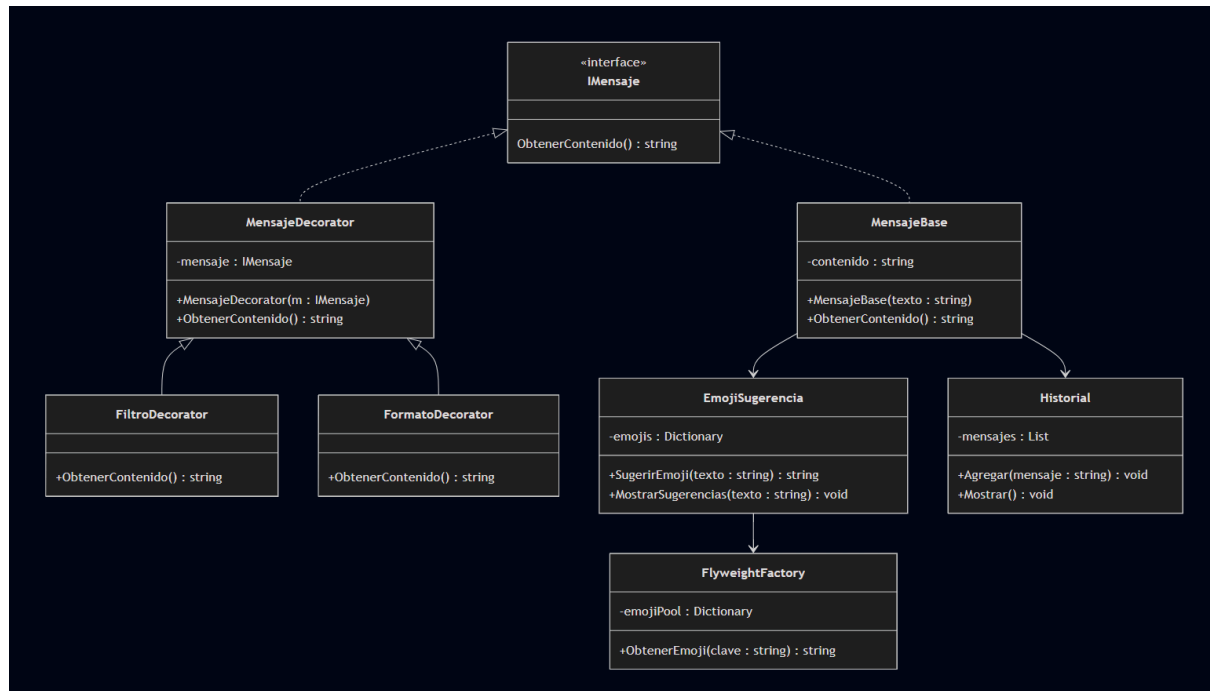 «interface»
IMensaje
ObtenerContenido() : string
MensajeDecorator
-mensaje : IMensaje
+MensajeDecorator(m : IMensaje)
+ObtenerContenido() : string
MensajeBase
-contenido : string
+MensajeBase(texto : string)
+ObtenerContenido() : string
FiltroDecorator
+ObtenerContenido() : string
FormatoDecorator
+ObtenerContenido() : string
EmojiSugerencia
-emojis : Dictionary
+SugerirEmoji(texto : string) : string
+MostrarSugerencias(texto : string) : void
Historial
-mensajes : List
+Agregar(mensaje : string) : void
+Mostrar() : void
FlyweightFactory
-emojiPool : Dictionary
+ObtenerEmoji(clave : string) : string